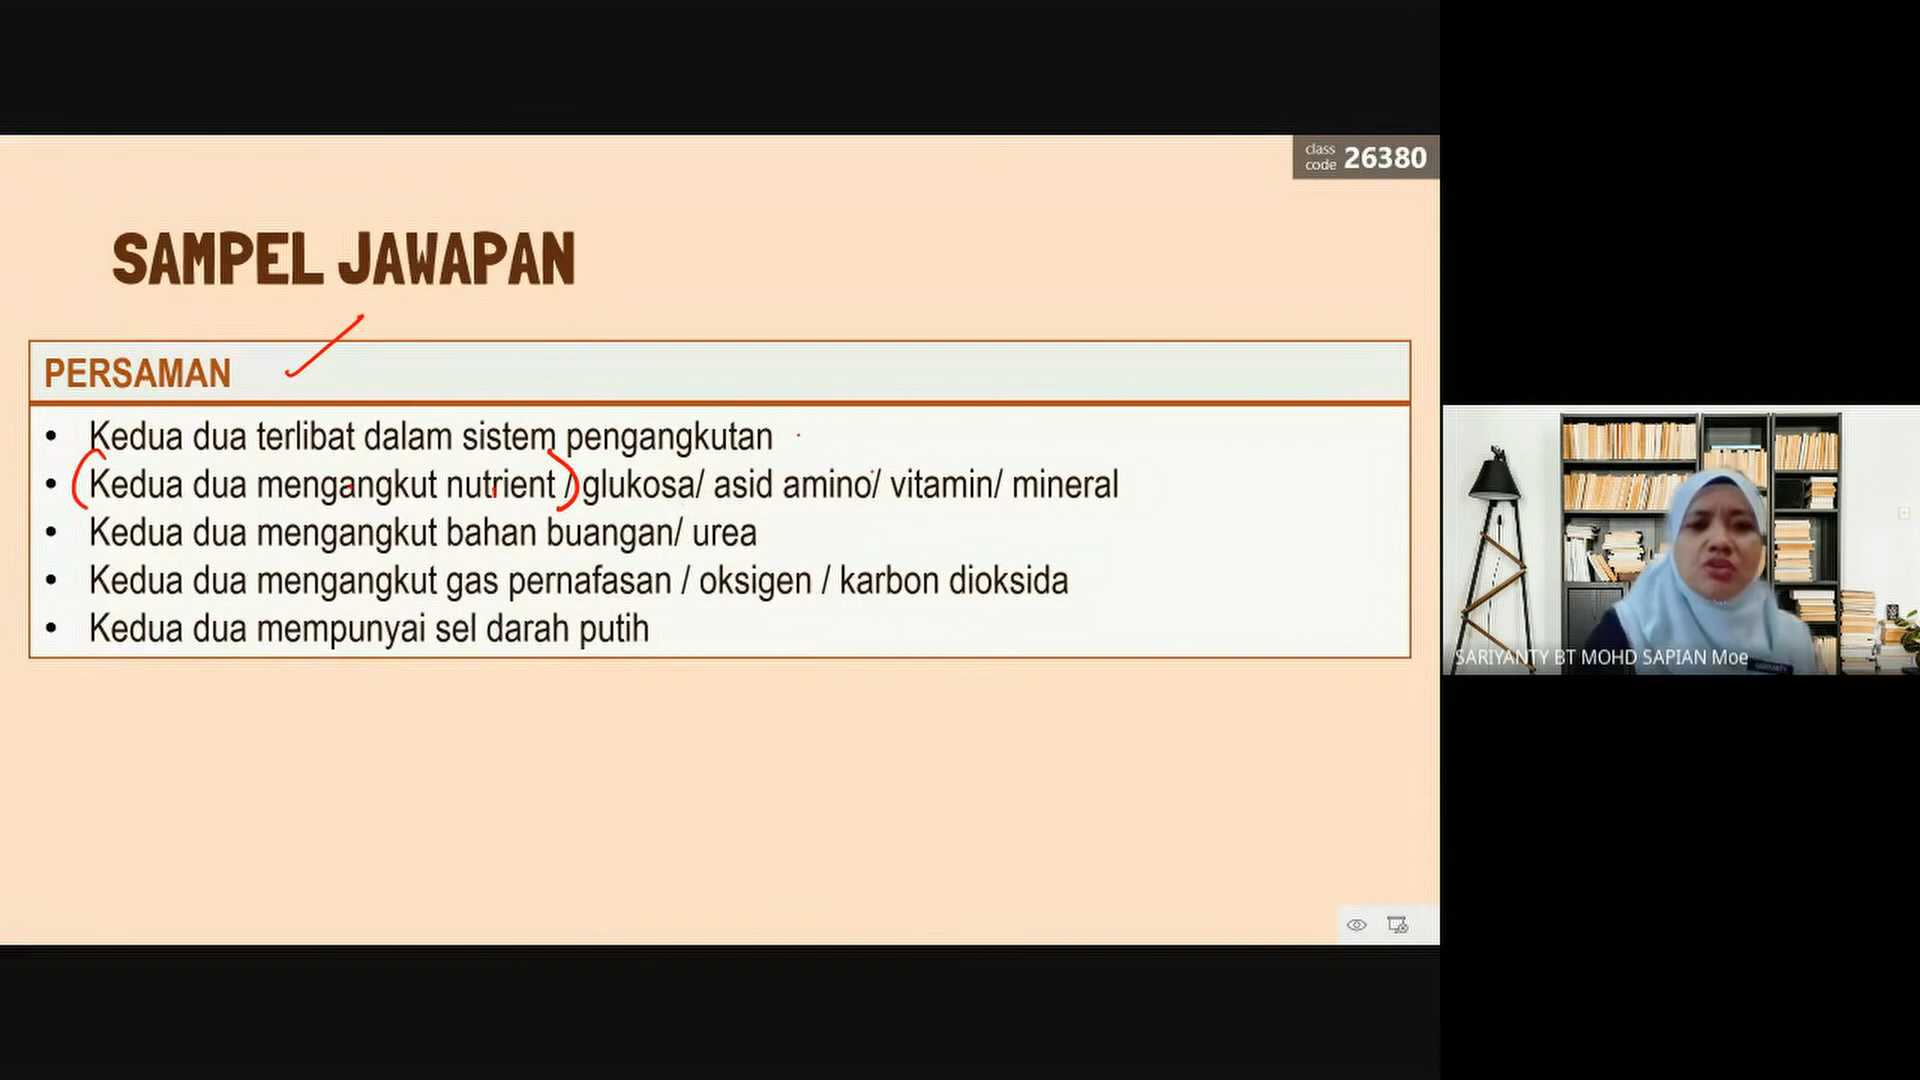 class
code 26380
SAMPEL JAWAPAN
PERSAMAN
• Kedua dua terlibat dalam sistem pengangkutan
• Kedua dua mengangkut nutrient / glukosa/ asid amino/ vitamin/ mineral
• Kedua dua mengangkut bahan buangan/ urea
• Kedua dua mengangkut gas pernafasan / oksigen / karbon dioksida
• Kedua dua mempunyai sel darah putih
SARIYANTY BT MOHD SAPIAN Moe